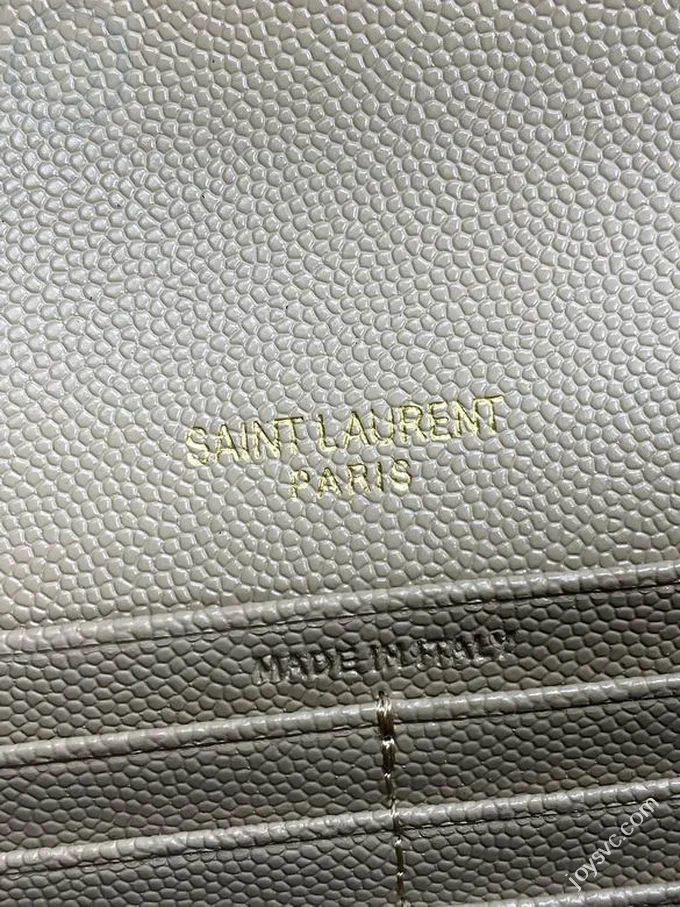 SAINT LAURENT
PARIS
MADE IN ITALY
joysvc.com